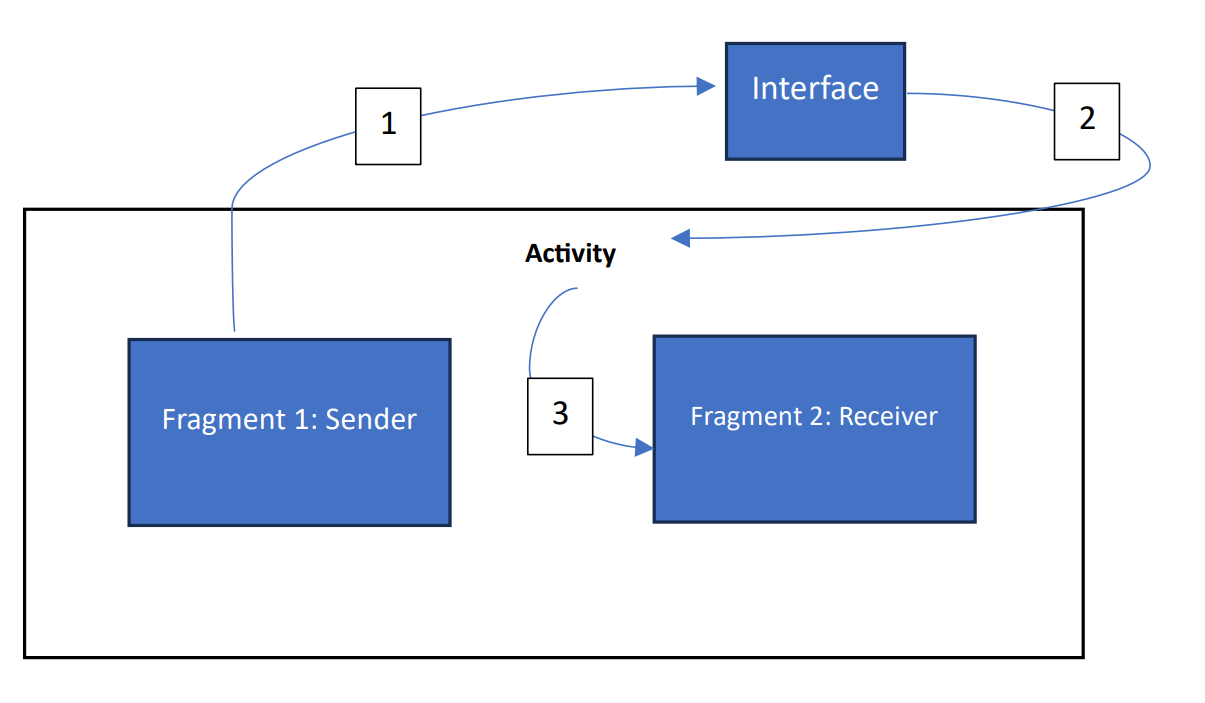 Interface
1
2
Activity
3
Fragment 1: Sender
Fragment 2: Receiver